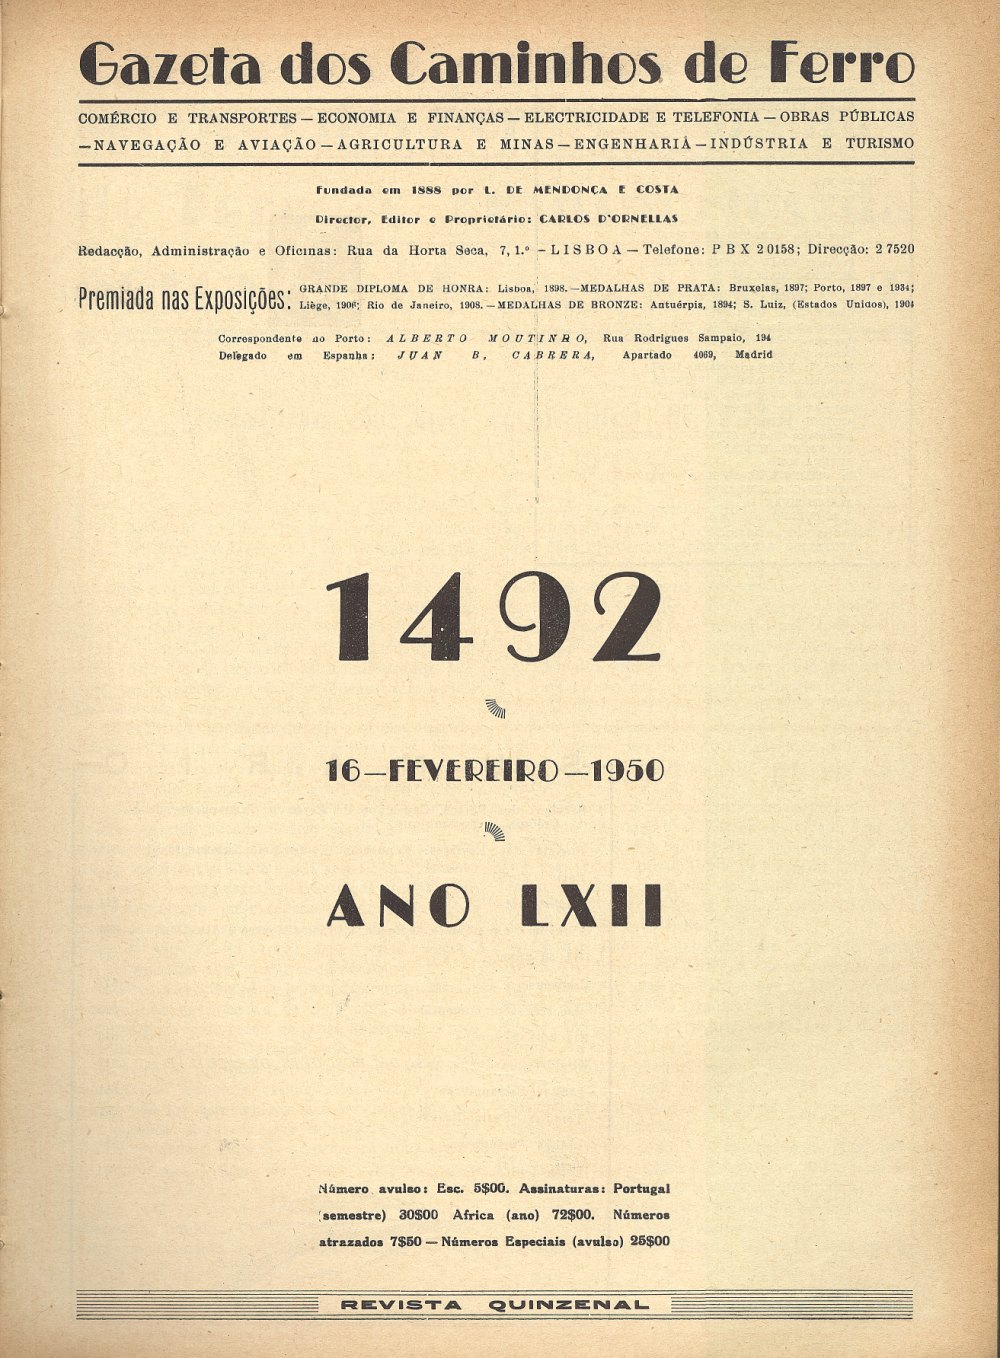 Gazeta dos Caminhos de Ferro
COMÉRCIO E TRANSPORTES — ECONOMIA E FINANÇAS — ELECTRICIDADE E TELEFONIA — OBRAS PÚBLICAS
— NAVEGAÇÃO E AVIAÇÃO — AGRICULTURA E MINAS — ENGENHARIA — INDÚSTRIA E TURISMO
Fundada em 1888 por L. DE MENDONÇA E COSTA
Director, Editor e Proprietário: CARLOS D'ORNELLAS
Redacção, Administração e Oficinas: Rua da Horta Seca, 7, 1.º — LISBOA — Telefone: PBX 20158; Direcção: 27520
Premiada nas Exposições:
GRANDE DIPLOMA DE HONRA: Lisboa, 1898. — MEDALHAS DE PRATA: Bruxelas, 1897; Porto, 1897 e 1934;
Liège, 1906; Rio de Janeiro, 1908. — MEDALHAS DE BRONZE: Antuérpia, 1894; S. Luiz, (Estados Unidos), 1904
Correspondente no Porto: ALBERTO MOUTINHO, Rua Rodrigues Sampaio, 194
Delegado em Espanha: JUAN B. CABRERA, Apartado 4069, Madrid
1492
16—FEVEREIRO—1950
ANO LXII
Número avulso: Esc. 5$00. Assinaturas: Portugal
(semestre) 30$00 Africa (ano) 72$00. Números
atrazados 7$50 — Números Especiais (avulso) 25$00
REVISTA QUINZENAL